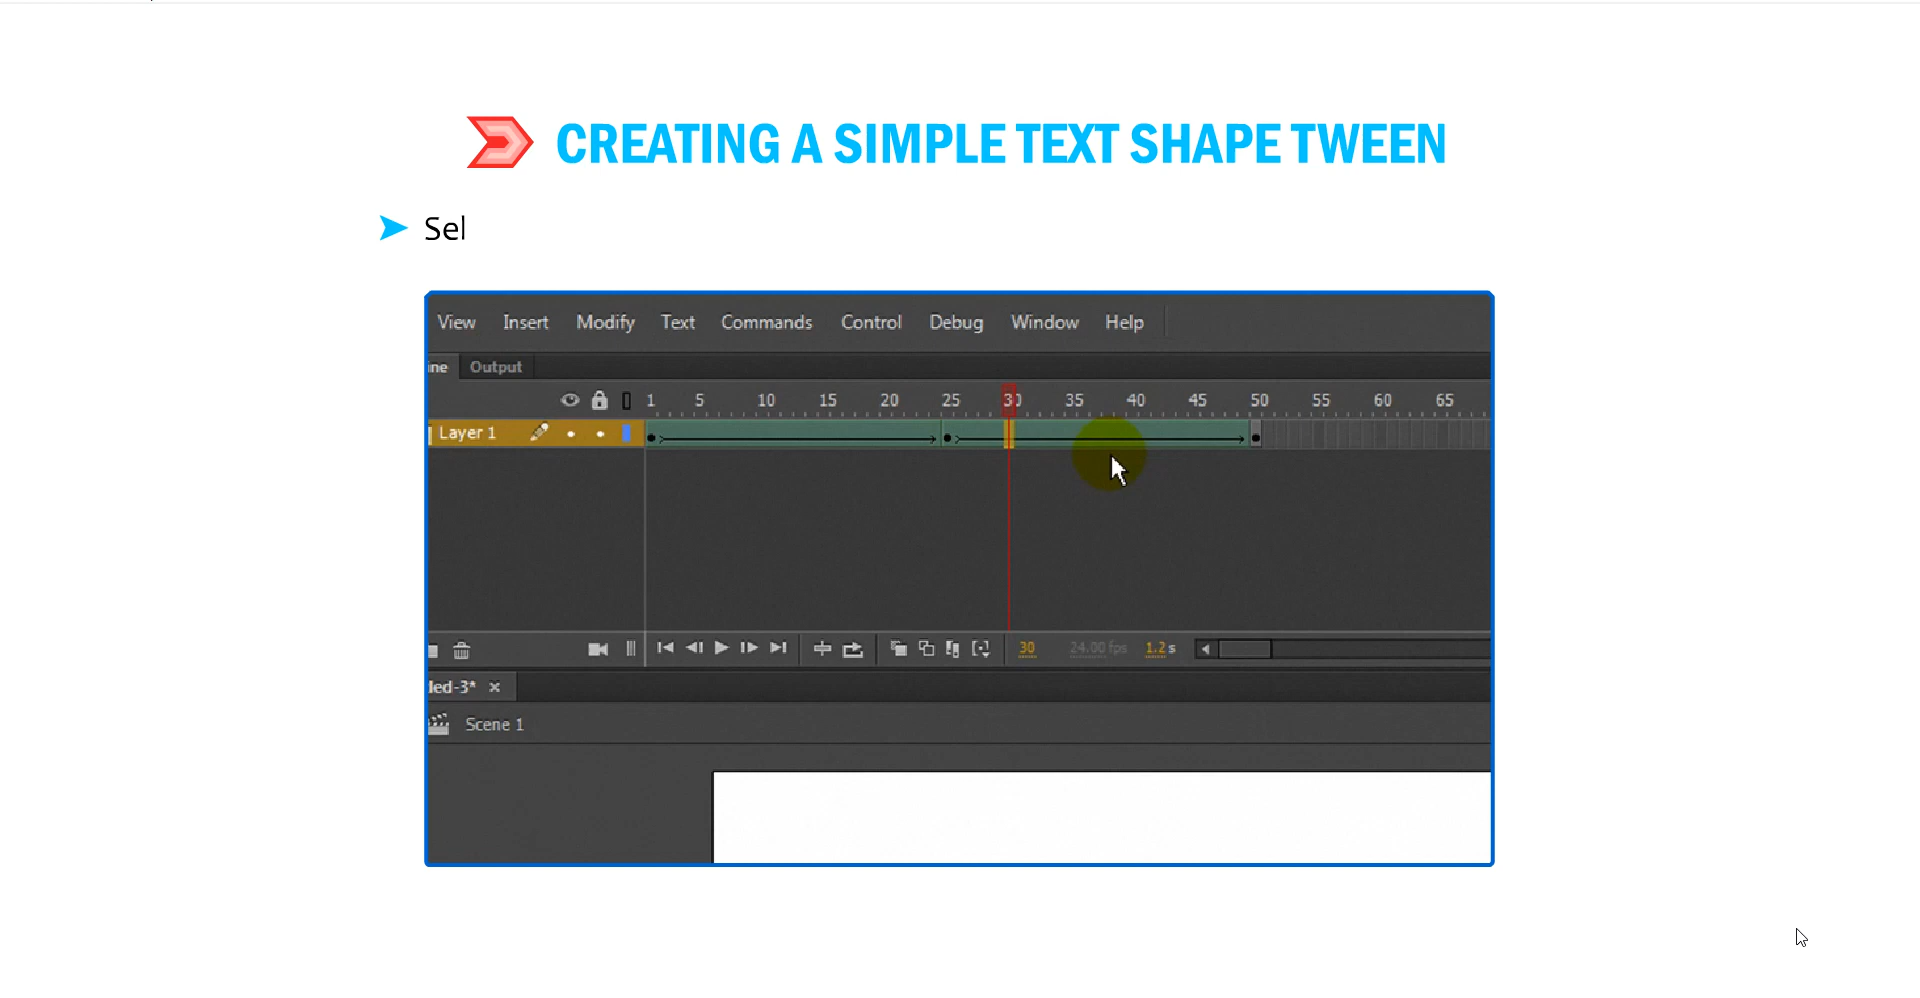 CREATING A SIMPLE TEXT SHAPE TWEEN
Sel
View Insert Modify Text Commands Control Debug Window Help
ine Output
1 5 10 15 20 25 30 35 40 45 50 55 60 65
Layer 1
30 24.00 fps 1.2 s
led-3* x
Scene 1